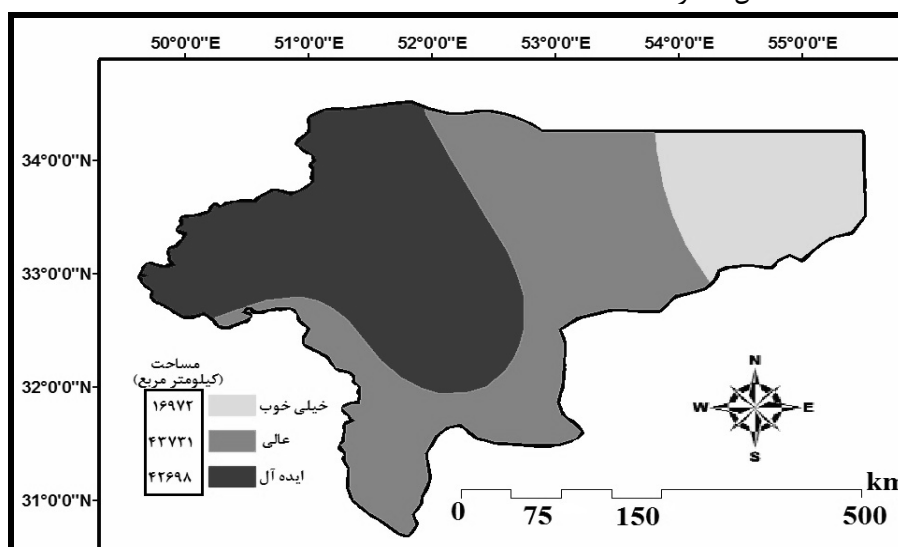 50°0'0"E 51°0'0"E 52°0'0"E 53°0'0"E 54°0'0"E 55°0'0"E
34°0'0"N
33°0'0"N
32°0'0"N
31°0'0"N
مساحت
(کیلومتر مربع)
۱۶۹۷۲ خیلی خوب
۴۳۷۳۱ عالی
۴۲۶۹۸ ایده آل
N
W E
S
km
0 75 150 500